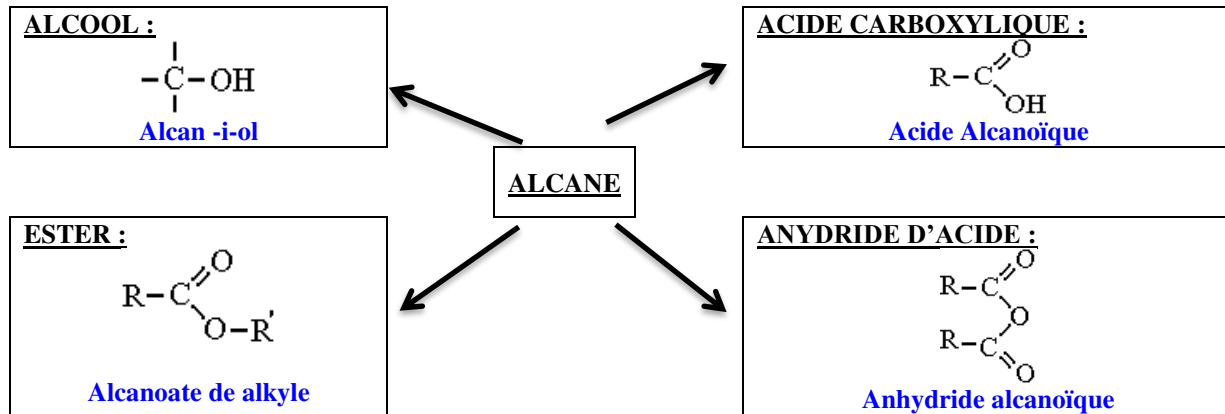 ALCOOL :
C OH
Alcan -i-ol
ACIDE CARBOXYLIQUE :
O
R C
OH
Acide Alcanoïque
ALCANE
ESTER :
O
R C
O R'
Alcanoate de alkyle
ANYDRIDE D'ACIDE :
O
R C
O
R C
O
Anhydride alcanoïque